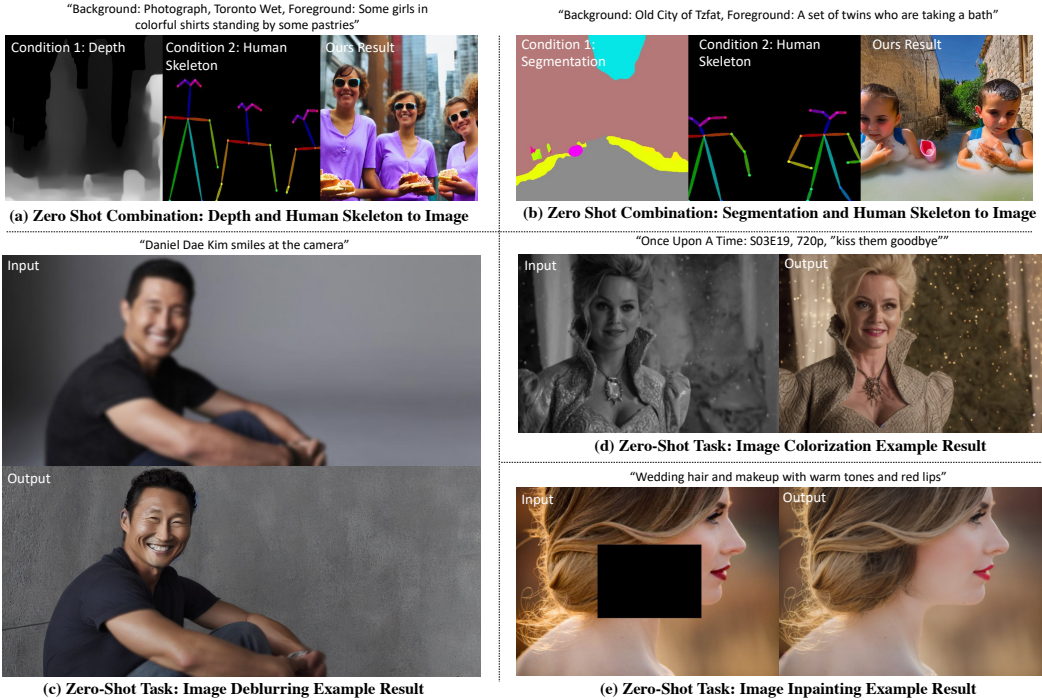 “Background: Photograph, Toronto Wet, Foreground: Some girls in
colorful shirts standing by some pastries”
Condition 1: Depth
Condition 2: Human
Skeleton
Ours Result
(a) Zero Shot Combination: Depth and Human Skeleton to Image
“Background: Old City of Tzfat, Foreground: A set of twins who are taking a bath”
Condition 1:
Segmentation
Condition 2: Human
Skeleton
Ours Result
(b) Zero Shot Combination: Segmentation and Human Skeleton to Image
“Daniel Dae Kim smiles at the camera”
Input
Output
(c) Zero-Shot Task: Image Deblurring Example Result
“Once Upon A Time: S03E19, 720p, ”kiss them goodbye””
Input
Output
(d) Zero-Shot Task: Image Colorization Example Result
“Wedding hair and makeup with warm tones and red lips”
Input
Output
(e) Zero-Shot Task: Image Inpainting Example Result